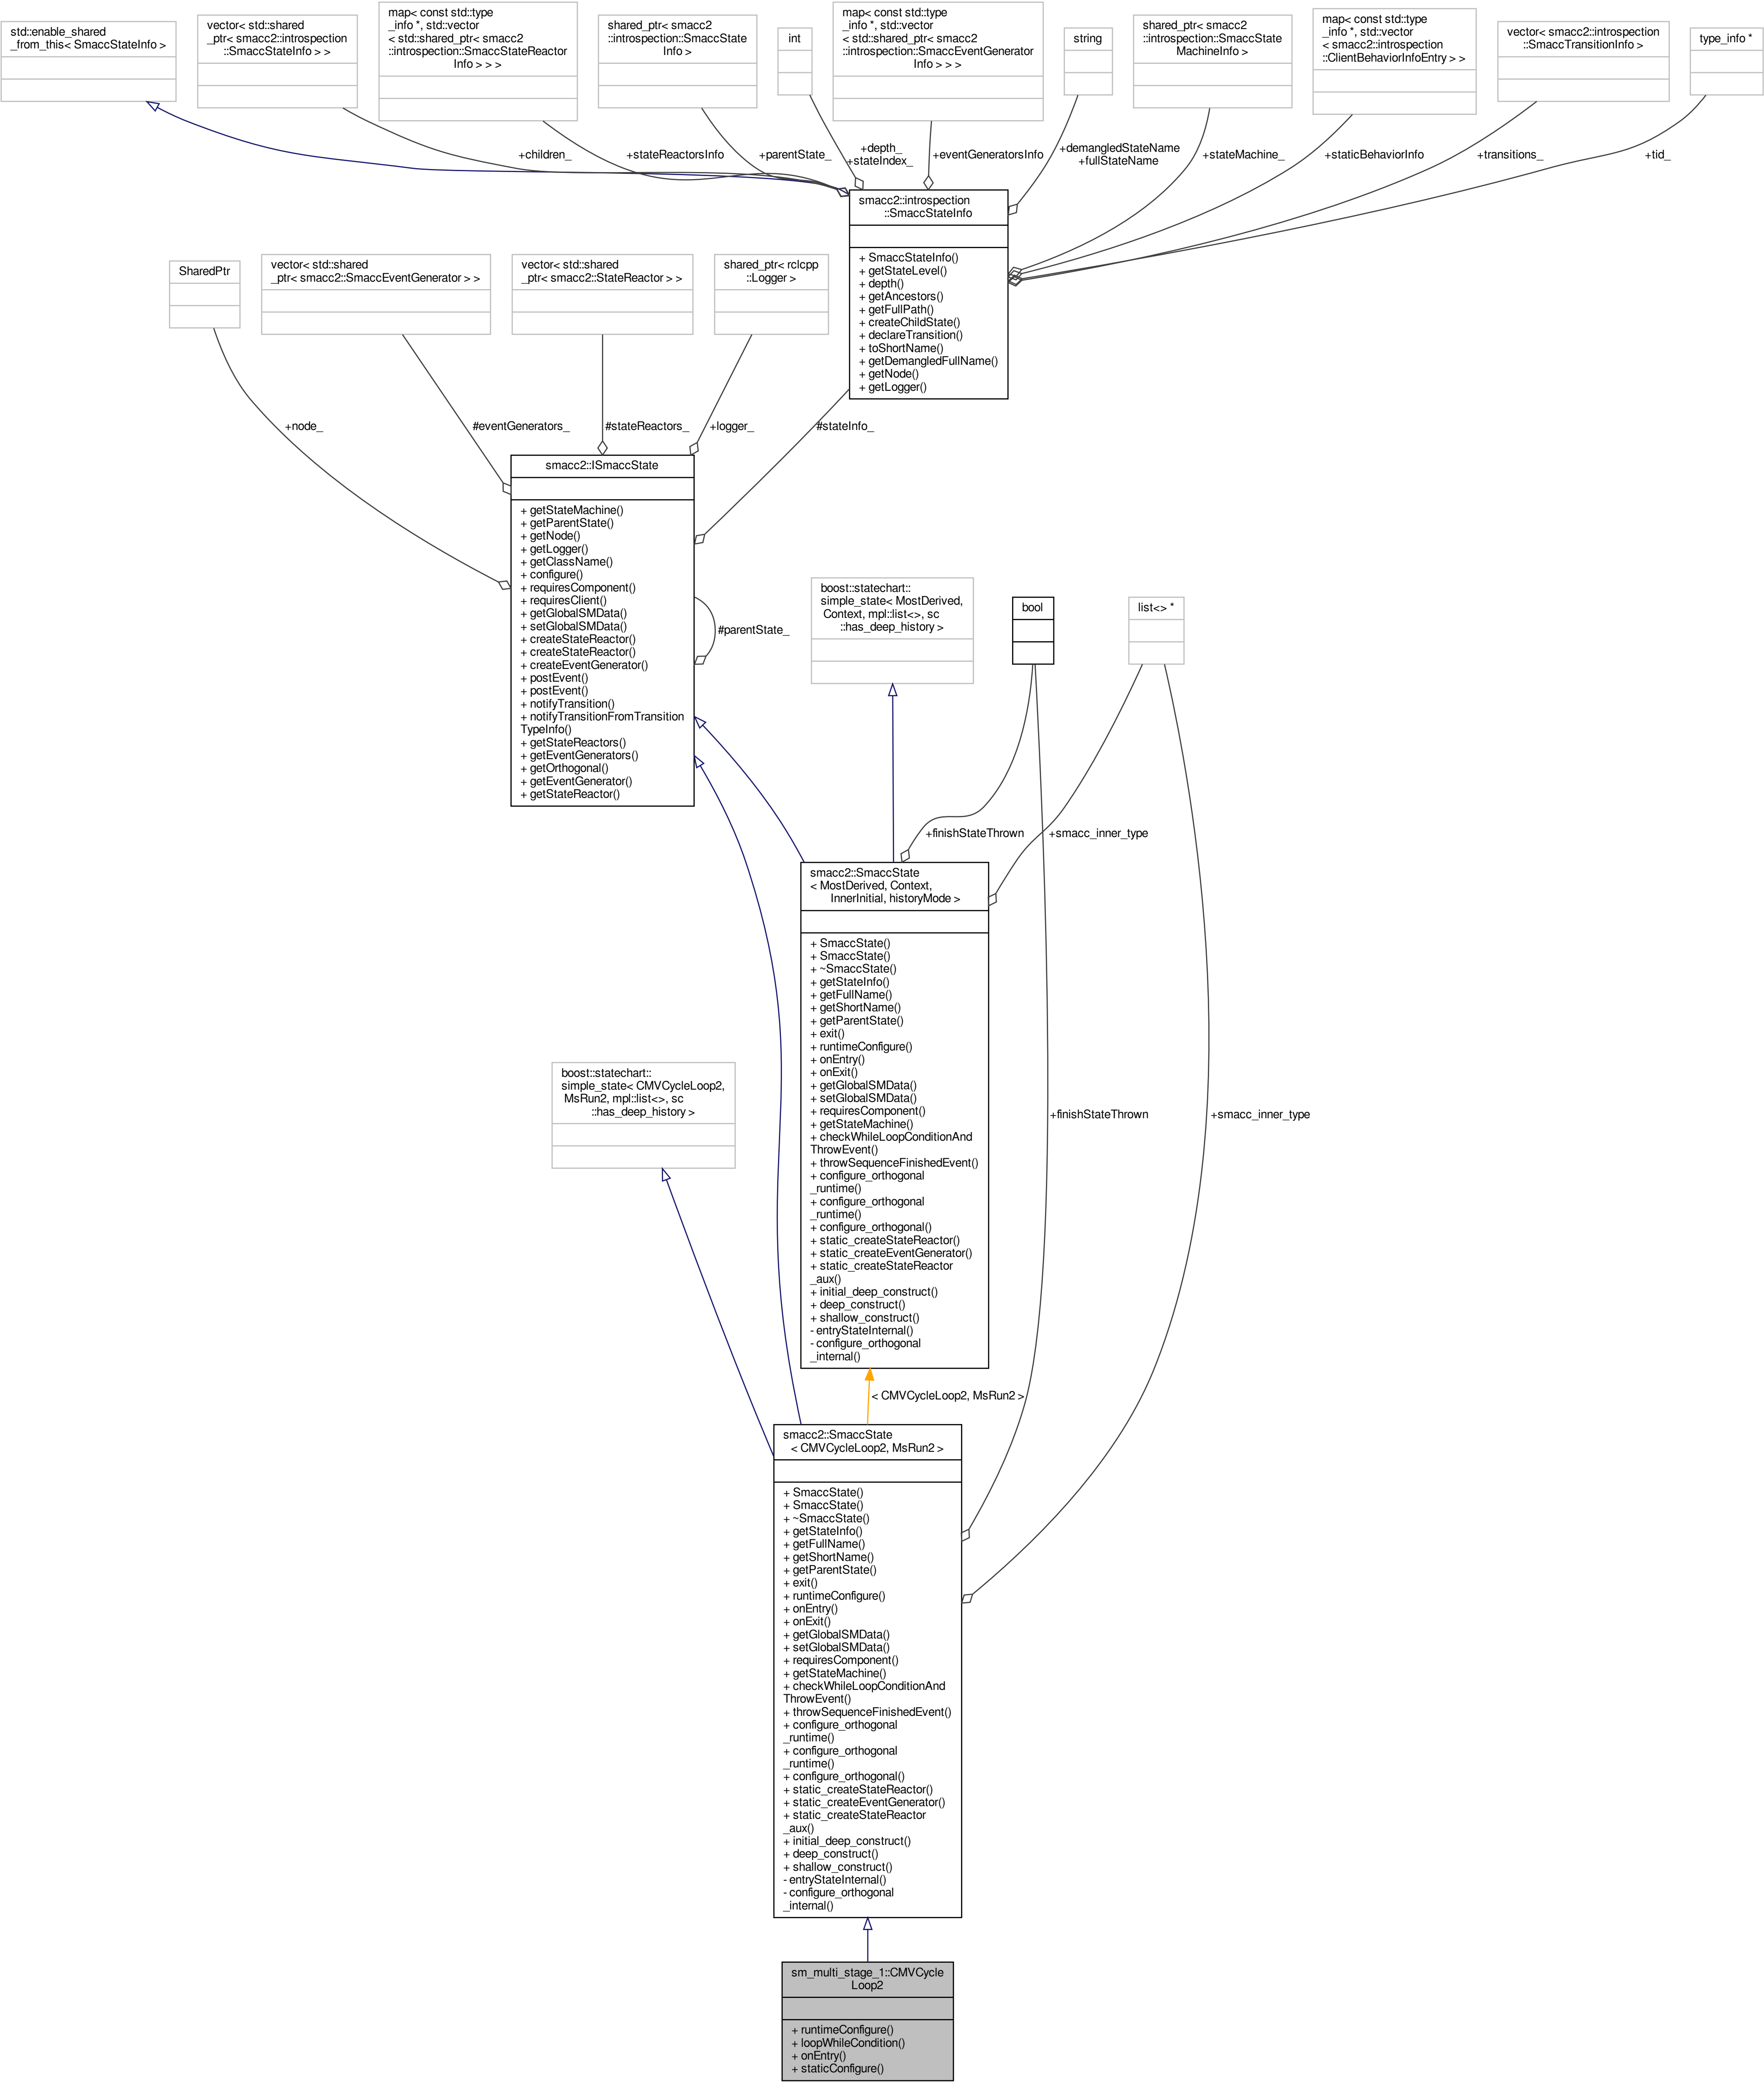 std::enable_shared
_from_this< SmaccStateInfo >
vector< std::shared
_ptr< smacc2::introspection
::SmaccStateInfo > >
map< const std::type
_info *, std::vector
< std::shared_ptr< smacc2
::introspection::SmaccStateReactor
Info > > >
shared_ptr< smacc2
::introspection::SmaccState
Info >
int
map< const std::type
_info *, std::vector
< std::shared_ptr< smacc2
::introspection::SmaccEventGenerator
Info > > >
string
shared_ptr< smacc2
::introspection::SmaccState
MachineInfo >
map< const std::type
_info *, std::vector
< smacc2::introspection
::ClientBehaviorInfoEntry > >
vector< smacc2::introspection
::SmaccTransitionInfo >
type_info *
+children_
+stateReactorsInfo
+parentState_
+depth_
+stateIndex_
+eventGeneratorsInfo
+demangledStateName
+fullStateName
+stateMachine_
+staticBehaviorInfo
+transitions_
+tid_
smacc2::introspection
::SmaccStateInfo
+ SmaccStateInfo()
+ getStateLevel()
+ depth()
+ getAncestors()
+ getFullPath()
+ createChildState()
+ declareTransition()
+ toShortName()
+ getDemangledFullName()
+ getNode()
+ getLogger()
SharedPtr
vector< std::shared
_ptr< smacc2::SmaccEventGenerator > >
vector< std::shared
_ptr< smacc2::StateReactor > >
shared_ptr< rclcpp
::Logger >
+node_
#eventGenerators_
#stateReactors_
+logger_
#stateInfo_
smacc2::ISmaccState
+ getStateMachine()
+ getParentState()
+ getNode()
+ getLogger()
+ getClassName()
+ configure()
+ requiresComponent()
+ requiresClient()
+ getGlobalSMData()
+ setGlobalSMData()
+ createStateReactor()
+ createStateReactor()
+ createEventGenerator()
+ postEvent()
+ postEvent()
+ notifyTransition()
+ notifyTransitionFromTransition
TypeInfo()
+ getStateReactors()
+ getEventGenerators()
+ getOrthogonal()
+ getEventGenerator()
+ getStateReactor()
#parentState_
boost::statechart::
simple_state< MostDerived,
Context, mpl::list<>, sc
::has_deep_history >
bool
list<> *
+finishStateThrown
+smacc_inner_type
smacc2::SmaccState
< MostDerived, Context,
InnerInitial, historyMode >
+ SmaccState()
+ SmaccState()
+ ~SmaccState()
+ getStateInfo()
+ getFullName()
+ getShortName()
+ getParentState()
+ exit()
+ runtimeConfigure()
+ onEntry()
+ onExit()
+ getGlobalSMData()
+ setGlobalSMData()
+ requiresComponent()
+ getStateMachine()
+ checkWhileLoopConditionAnd
ThrowEvent()
+ throwSequenceFinishedEvent()
+ configure_orthogonal
_runtime()
+ configure_orthogonal
_runtime()
+ configure_orthogonal()
+ static_createStateReactor()
+ static_createEventGenerator()
+ static_createStateReactor
_aux()
+ initial_deep_construct()
+ deep_construct()
+ shallow_construct()
- entryStateInternal()
- configure_orthogonal
_internal()
boost::statechart::
simple_state< CMVCycleLoop2,
MsRun2, mpl::list<>, sc
::has_deep_history >
+finishStateThrown
+smacc_inner_type
< CMVCycleLoop2, MsRun2 >
smacc2::SmaccState
< CMVCycleLoop2, MsRun2 >
+ SmaccState()
+ SmaccState()
+ ~SmaccState()
+ getStateInfo()
+ getFullName()
+ getShortName()
+ getParentState()
+ exit()
+ runtimeConfigure()
+ onEntry()
+ onExit()
+ getGlobalSMData()
+ setGlobalSMData()
+ requiresComponent()
+ getStateMachine()
+ checkWhileLoopConditionAnd
ThrowEvent()
+ throwSequenceFinishedEvent()
+ configure_orthogonal
_runtime()
+ configure_orthogonal
_runtime()
+ configure_orthogonal()
+ static_createStateReactor()
+ static_createEventGenerator()
+ static_createStateReactor
_aux()
+ initial_deep_construct()
+ deep_construct()
+ shallow_construct()
- entryStateInternal()
- configure_orthogonal
_internal()
sm_multi_stage_1::CMVCycle
Loop2
+ runtimeConfigure()
+ loopWhileCondition()
+ onEntry()
+ staticConfigure()